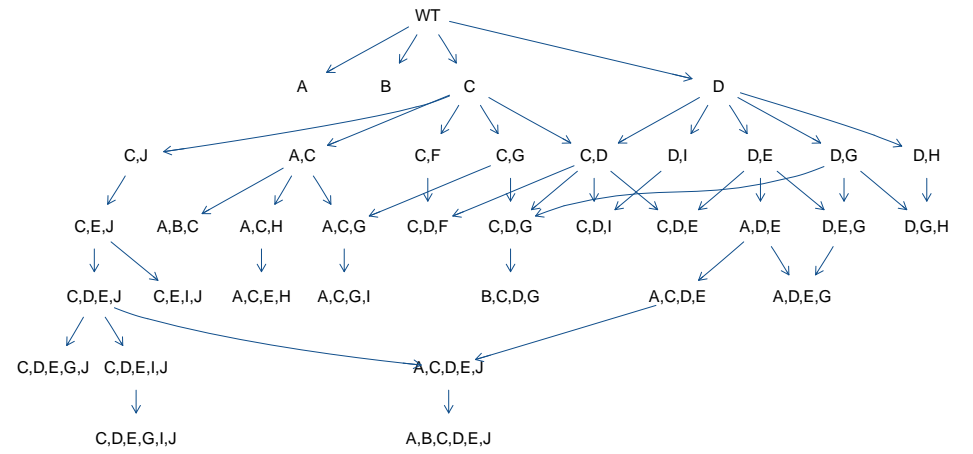 WT
A B C D
C,J A,C C,F C,G C,D D,I D,E D,G D,H
C,E,J A,B,C A,C,H A,C,G C,D,F C,D,G C,D,I C,D,E A,D,E D,E,G D,G,H
C,D,E,J C,E,I,J A,C,E,H A,C,G,I B,C,D,G A,C,D,E A,D,E,G
C,D,E,G,J C,D,E,I,J A,C,D,E,J
C,D,E,G,I,J A,B,C,D,E,J